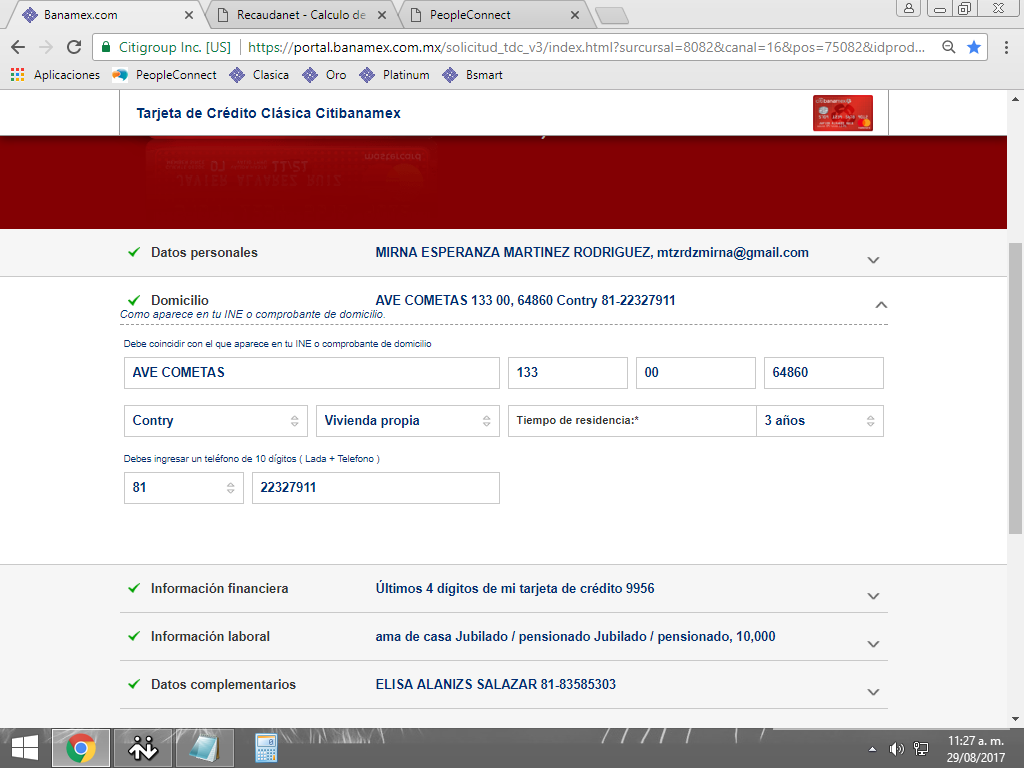 Banamex.com
Recaudanet - Calculo de
PeopleConnect
Citigroup Inc. [US]
https://portal.banamex.com.mx/solicitud_tdc_v3/index.html?surcursal=8082&canal=16&pos=75082&idprod...
Aplicaciones
PeopleConnect
Clasica
Oro
Platinum
Bsmart
Tarjeta de Crédito Clásica Citibanamex
Datos personales
MIRNA ESPERANZA MARTINEZ RODRIGUEZ, mtzrdzmirna@gmail.com
Domicilio
AVE COMETAS 133 00, 64860 Contry 81-22327911
Como aparece en tu INE o comprobante de domicilio.
Debe coincidir con el que aparece en tu INE o comprobante de domicilio
AVE COMETAS
133
00
64860
Contry
Vivienda propia
Tiempo de residencia:*
3 años
Debes ingresar un teléfono de 10 dígitos ( Lada + Telefono )
81
22327911
Información financiera
Últimos 4 dígitos de mi tarjeta de crédito 9956
Información laboral
ama de casa Jubilado / pensionado Jubilado / pensionado, 10,000
Datos complementarios
ELISA ALANIZS SALAZAR 81-83585303
11:27 a. m.
29/08/2017